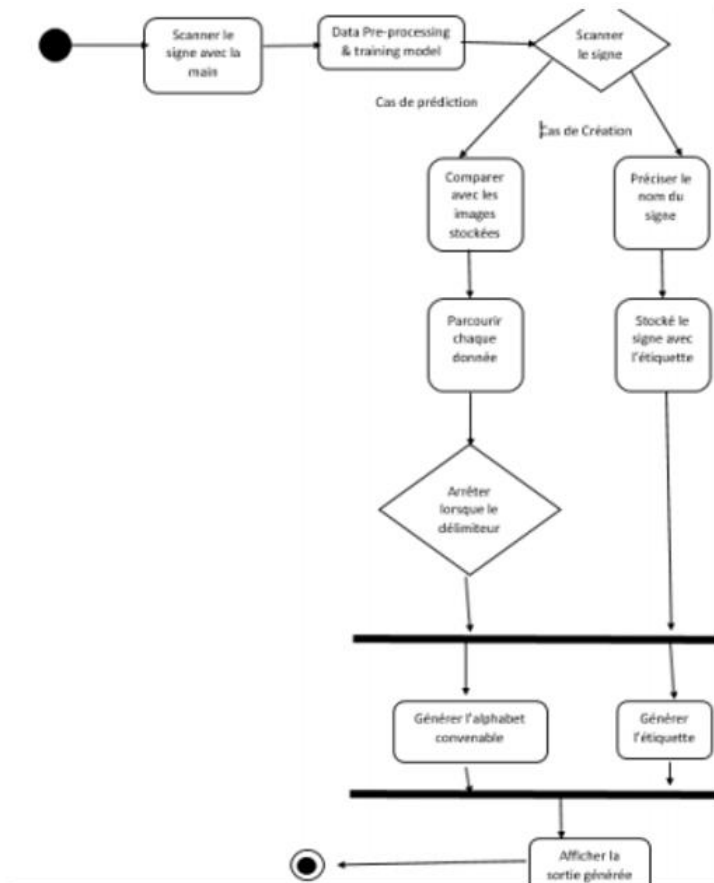 Scanner le
signe avec la
main
Data Pre-processing
& training model
Scanner
le signe
Cas de prédiction
Cas de Création
Comparer
avec les
images
stockées
Préciser le
nom du
signe
Parcourir
chaque
donnée
Stocké le
signe avec
l'étiquette
Arrêter
lorsque le
délimiteur
Générer l'alphabet
convenable
Générer
l'étiquette
Afficher la
sortie générée